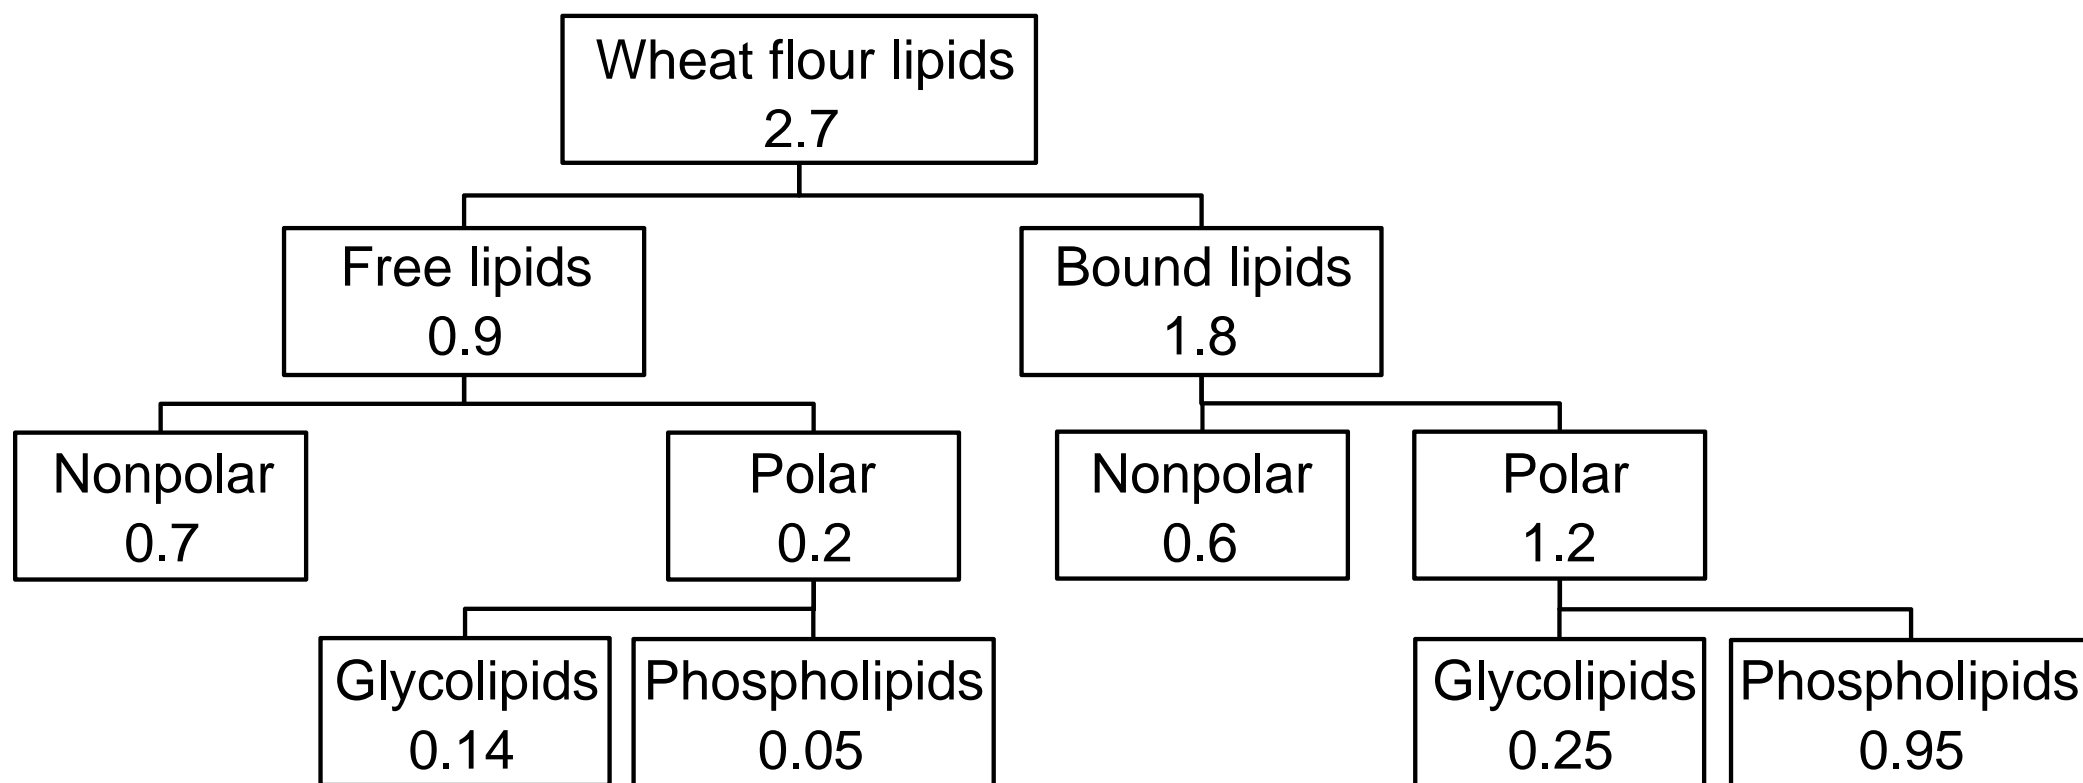 Wheat flour lipids
2.7
Free lipids
0.9
Bound lipids
1.8
Nonpolar
0.7
Polar
0.2
Nonpolar
0.6
Polar
1.2
Glycolipids
0.14
Phospholipids
0.05
Glycolipids
0.25
Phospholipids
0.95